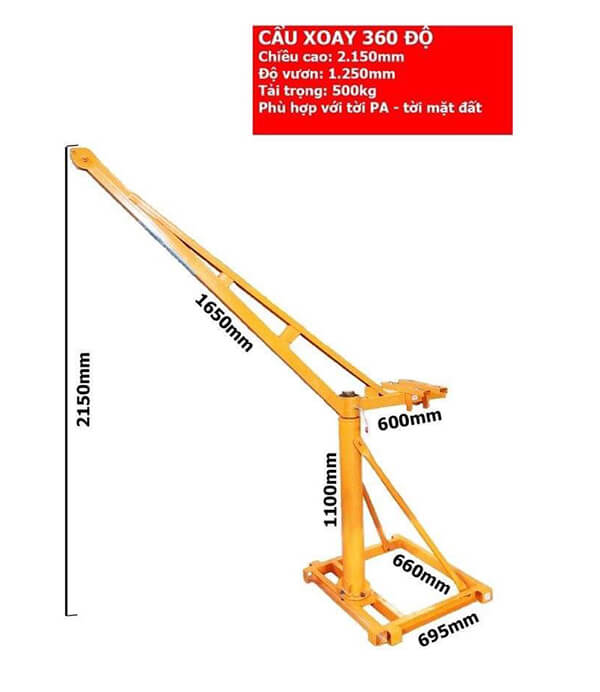 CẨU XOAY 360 ĐỘ
Chiều cao: 2.150mm
Độ vươn: 1.250mm
Tải trọng: 500kg
Phù hợp với tời PA - tời mặt đất
1650mm
2150mm
600mm
1100mm
660mm
695mm